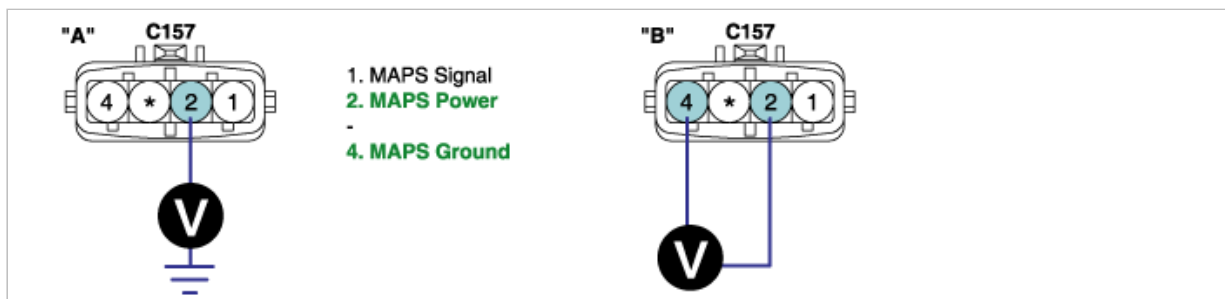 "A" C157
4 * 2 1
V
1. MAPS Signal
2. MAPS Power
-
4. MAPS Ground
"B" C157
4 * 2 1
V